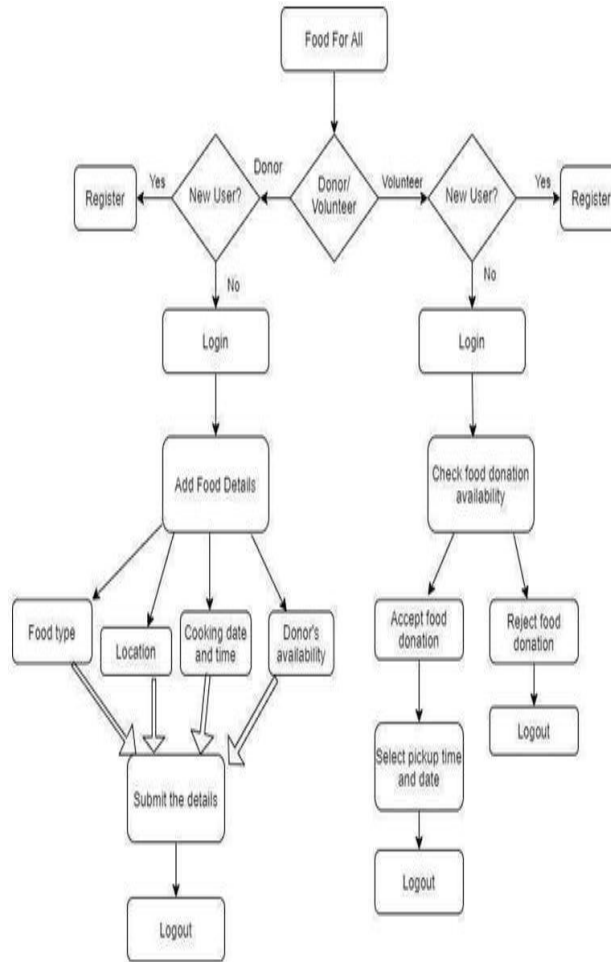 Food For All
Donor/
Volunteer
Donor
Volunteer
New User?
Yes
Register
No
Login
Add Food Details
Food type
Location
Cooking date
and time
Donor's
availability
Submit the details
Logout
New User?
Yes
Register
No
Login
Check food donation
availability
Accept food
donation
Reject food
donation
Select pickup time
and date
Logout
Logout